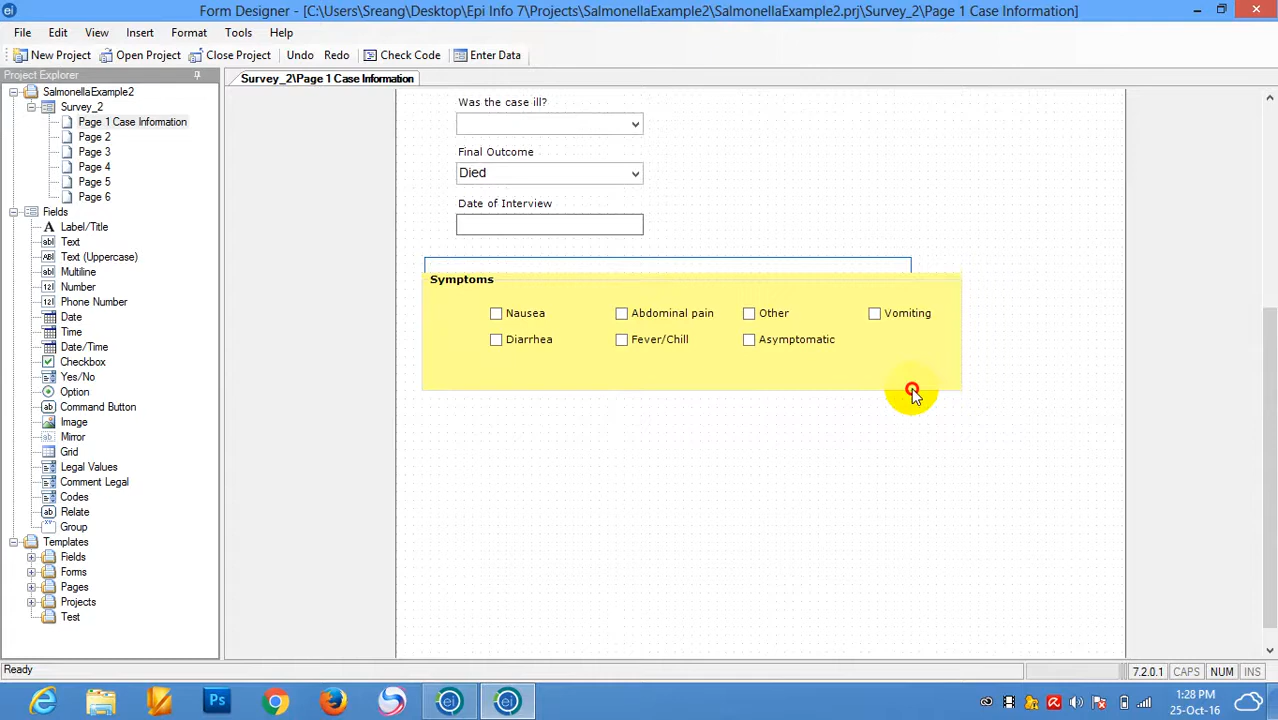 Form Designer - [C:\Users\Sreang\Desktop\Epi Info 7\Projects\SalmonellaExample2\SalmonellaExample2.prj\Survey_2\Page 1 Case Information]
File Edit View Insert Format Tools Help
New Project Open Project Close Project Undo Redo Check Code Enter Data
Project Explorer
Survey_2\Page 1 Case Information
SalmonellaExample2
Survey_2
Page 1 Case Information
Page 2
Page 3
Page 4
Page 5
Page 6
Fields
Label/Title
Text
Text (Uppercase)
Multiline
Number
Phone Number
Date
Time
Date/Time
Checkbox
Yes/No
Option
Command Button
Image
Mirror
Grid
Legal Values
Comment Legal
Codes
Relate
Group
Templates
Fields
Forms
Pages
Projects
Test
Was the case ill?
Final Outcome
Died
Date of Interview
Symptoms
Nausea Abdominal pain Other Vomiting
Diarrhea Fever/Chill Asymptomatic
Ready
7.2.0.1 CAPS NUM INS
Ps
1:28 PM
25-Oct-16